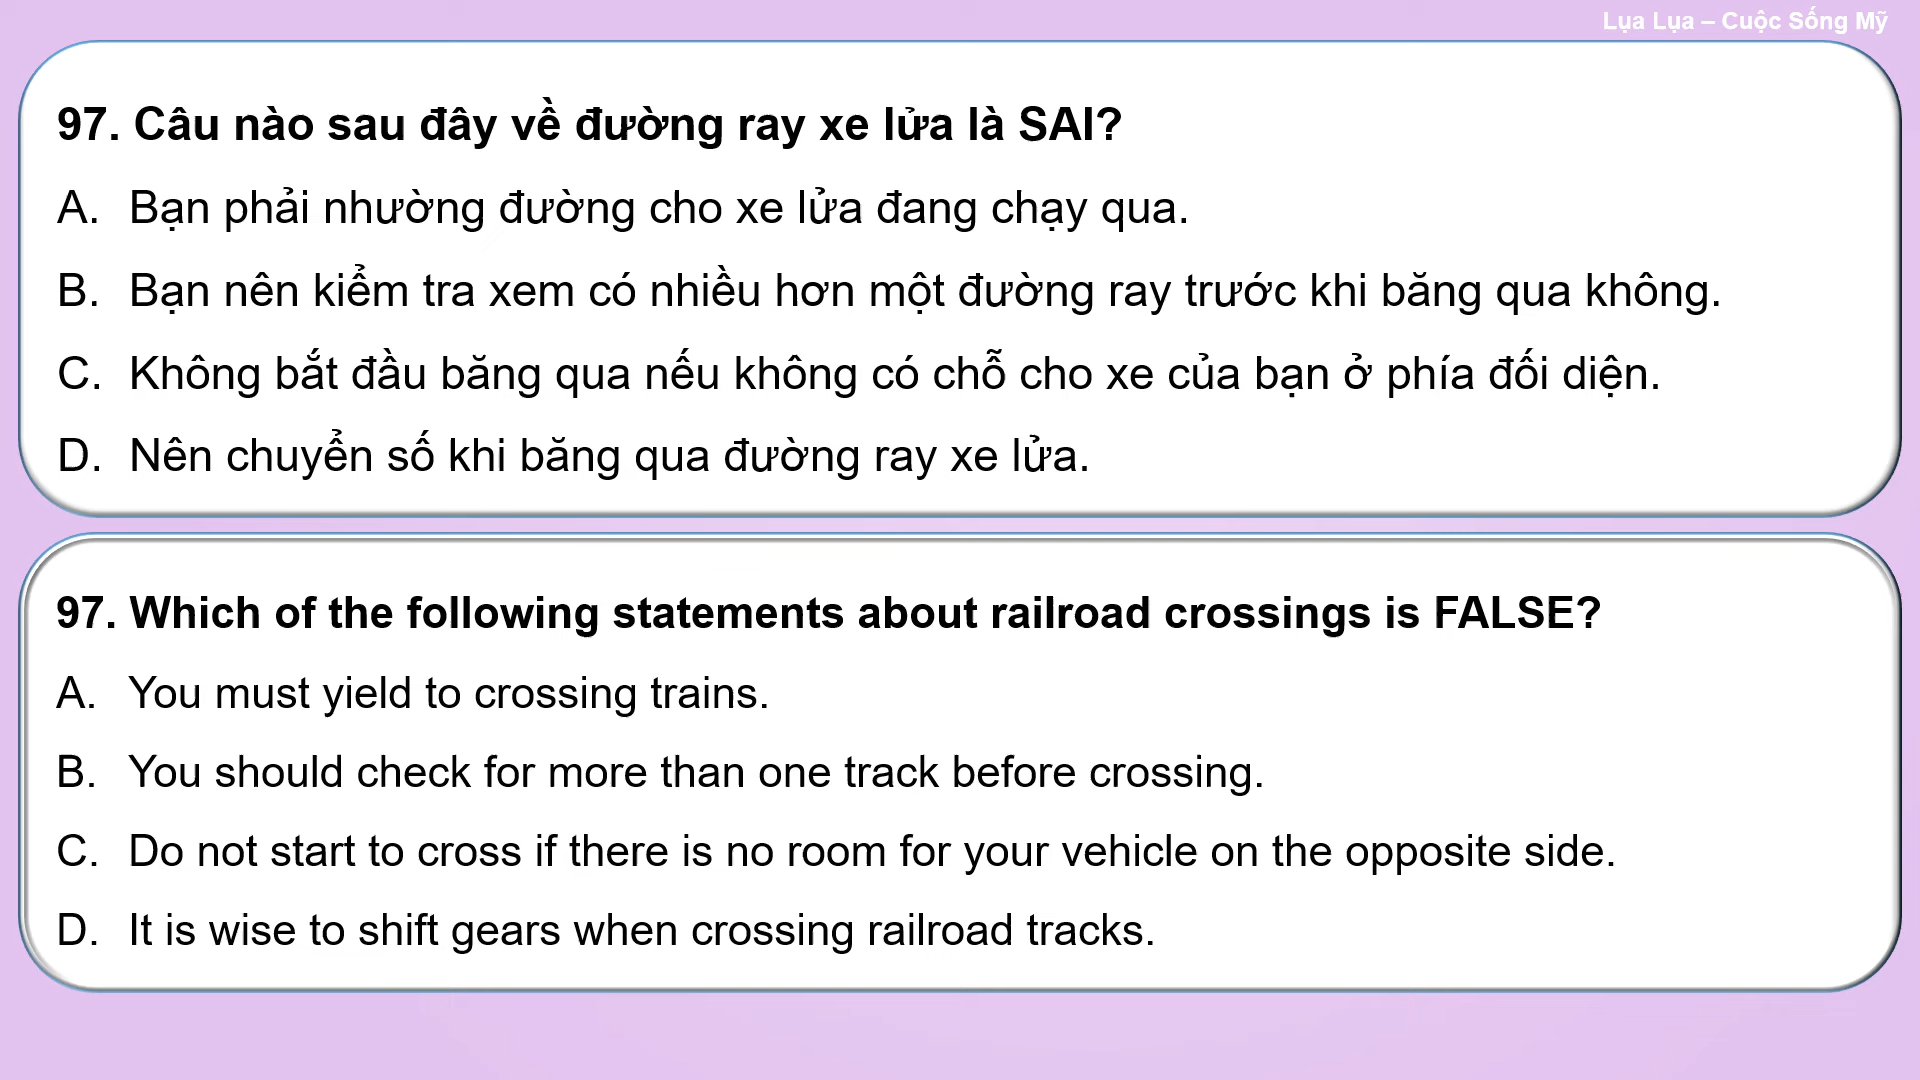 Lụa Lụa – Cuộc Sống Mỹ
97. Câu nào sau đây về đường ray xe lửa là SAI?
A. Bạn phải nhường đường cho xe lửa đang chạy qua.
B. Bạn nên kiểm tra xem có nhiều hơn một đường ray trước khi băng qua không.
C. Không bắt đầu băng qua nếu không có chỗ cho xe của bạn ở phía đối diện.
D. Nên chuyển số khi băng qua đường ray xe lửa.
97. Which of the following statements about railroad crossings is FALSE?
A. You must yield to crossing trains.
B. You should check for more than one track before crossing.
C. Do not start to cross if there is no room for your vehicle on the opposite side.
D. It is wise to shift gears when crossing railroad tracks.